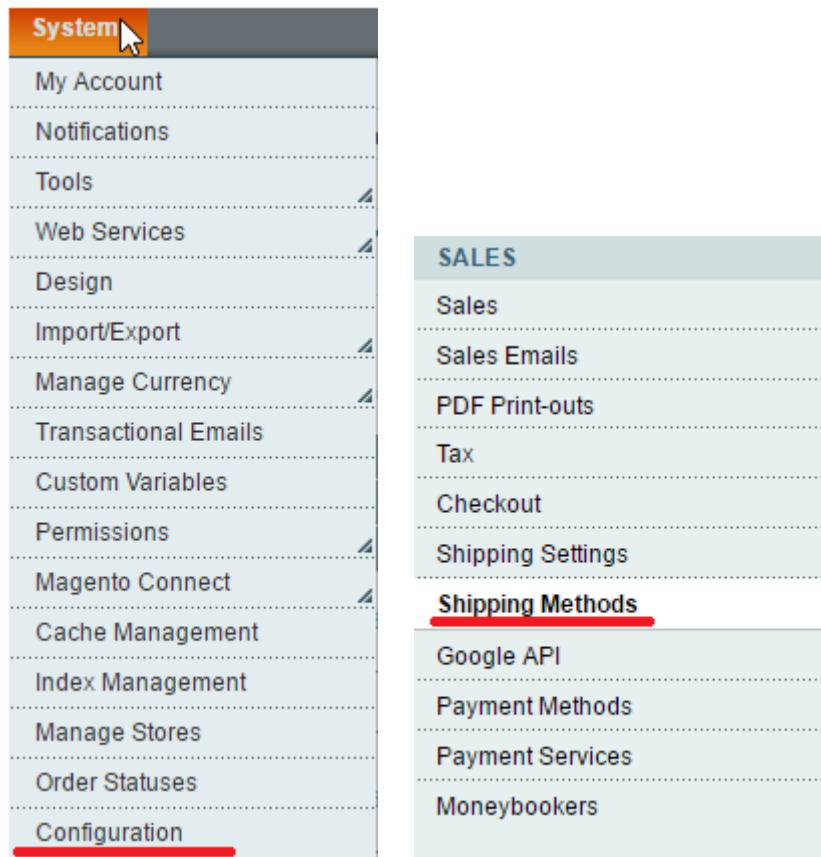 System
My Account
Notifications
Tools
Web Services
Design
Import/Export
Manage Currency
Transactional Emails
Custom Variables
Permissions
Magento Connect
Cache Management
Index Management
Manage Stores
Order Statuses
Configuration
SALES
Sales
Sales Emails
PDF Print-outs
Tax
Checkout
Shipping Settings
Shipping Methods
Google API
Payment Methods
Payment Services
Moneybookers